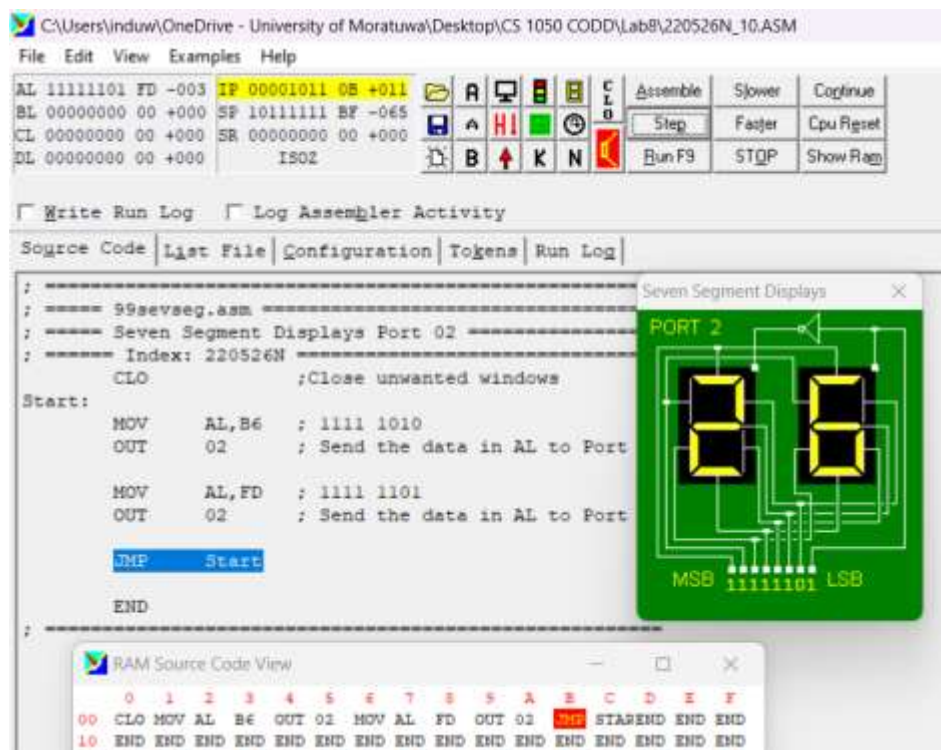 C:\Users\induw\OneDrive - University of Moratuwa\Desktop\CS 1050 CODD\Lab8\220526N_10.ASM
File Edit View Examples Help
AL 11111101 FD -003 IP 00001011 0B +011
BL 00000000 00 +000 SP 10111111 BF -065
CL 00000000 00 +000 SR 00000000 00 +000
DL 00000000 00 +000 ISOZ
A H! B K N CLO
Assemble Slower Continue
Step Faster Cpu Reset
Run F9 STOP Show Ram
Write Run Log Log Assembler Activity
Source Code List File Configuration Tokens Run Log
; ===== 99sevseg.asm =====
; ===== Seven Segment Displays Port 02 =====
; ===== Index: 220526N =====
CLO ;Close unwanted windows
Start:
MOV AL,B6 ; 1111 1010
OUT 02 ; Send the data in AL to Port
MOV AL,FD ; 1111 1101
OUT 02 ; Send the data in AL to Port
JMP Start
END
;
Seven Segment Displays
PORT 2
MSB 11111101 LSB
RAM Source Code View
0 1 2 3 4 5 6 7 8 9 A B C D E F
00 CLO MOV AL B6 OUT 02 MOV AL FD OUT 02 JMP STAREND END END
10 END END END END END END END END END END END END END END END END